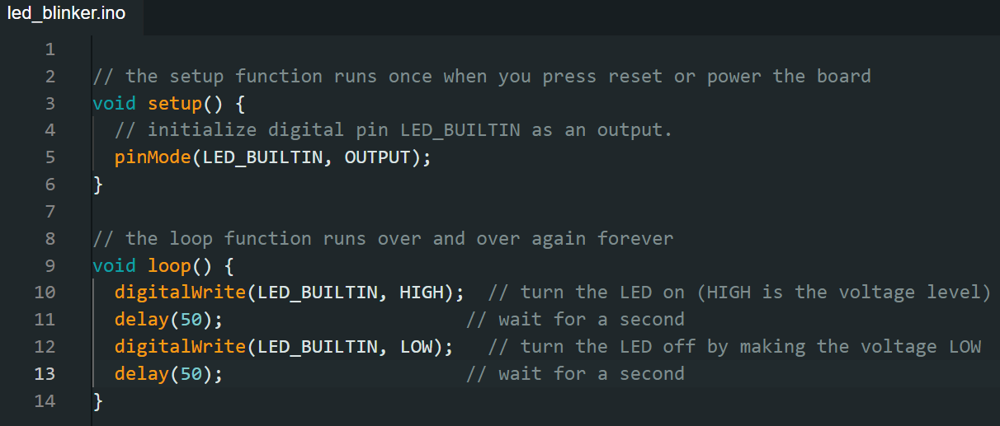 led_blinker.ino
1
2 // the setup function runs once when you press reset or power the board
3 void setup() {
4   // initialize digital pin LED_BUILTIN as an output.
5   pinMode(LED_BUILTIN, OUTPUT);
6 }
7
8 // the loop function runs over and over again forever
9 void loop() {
10   digitalWrite(LED_BUILTIN, HIGH);  // turn the LED on (HIGH is the voltage level)
11   delay(50);                      // wait for a second
12   digitalWrite(LED_BUILTIN, LOW);   // turn the LED off by making the voltage LOW
13   delay(50);                      // wait for a second
14 }